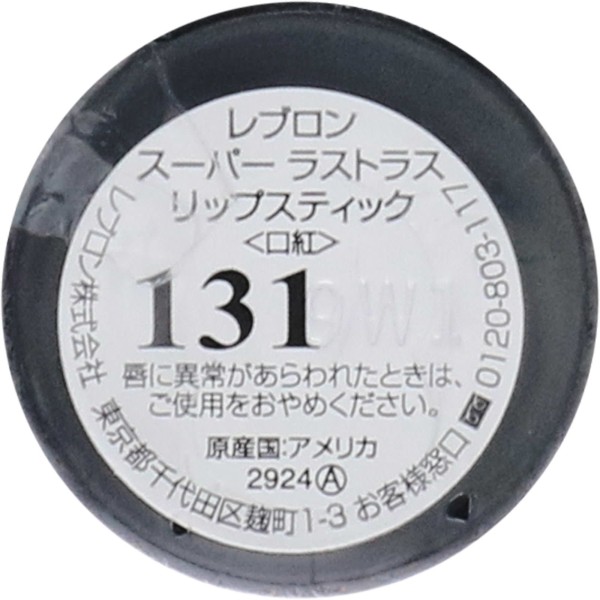 レブロン
スーパー ラストラス
リップスティック
<口紅>
131
9W1
唇に異常があらわれたときは、
ご使用をおやめください。
原産国:アメリカ
2924Ⓐ
レブロン株式会社 東京都千代田区麹町1-3 お客様窓口 0120-803-117